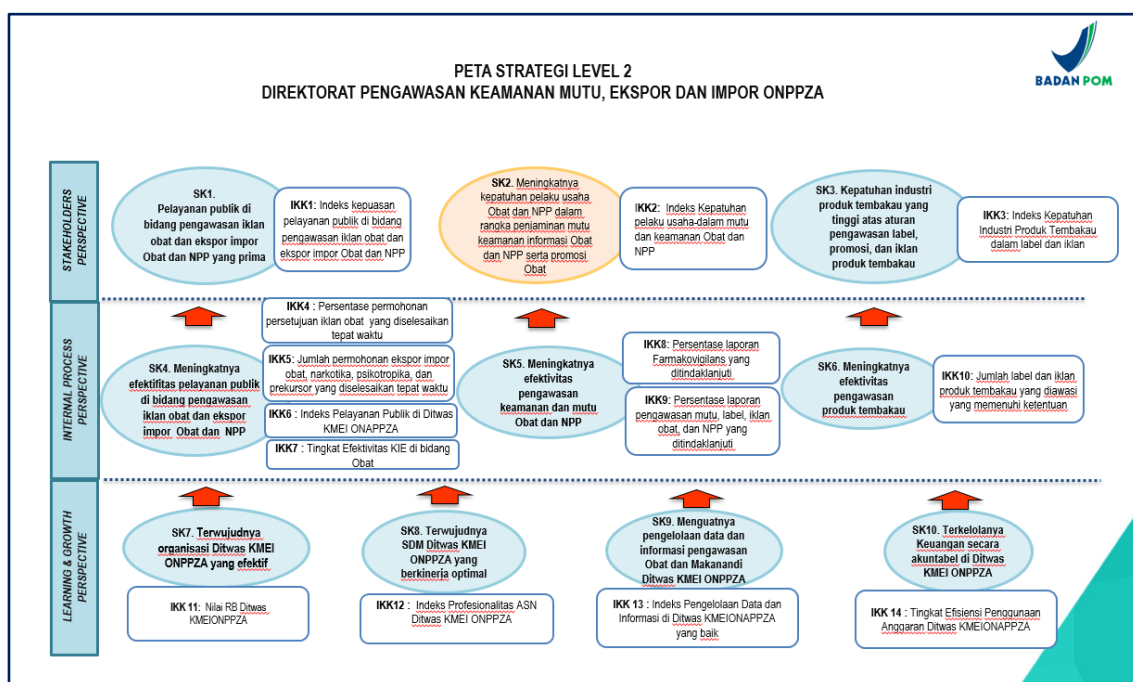 PETA STRATEGI LEVEL 2
DIREKTORAT PENGAWASAN KEAMANAN MUTU, EKSPOR DAN IMPOR ONPPZA
BADAN POM
STAKEHOLDERS
PERSPECTIVE
SK1.
Pelayanan publik di
bidang pengawasan iklan
obat dan ekspor impor
Obat dan NPP yang prima
IKK1: Indeks kepuasan
pelayanan publik di bidang
pengawasan iklan obat dan
ekspor impor Obat dan NPP
SK2. Meningkatnya
kepatuhan pelaku usaha
Obat dan NPP dalam
rangka penjaminan mutu
keamanan informasi Obat
dan NPP serta promosi
Obat
IKK2: Indeks Kepatuhan
pelaku usaha-dalam mutu
dan keamanan Obat dan
NPP
SK3. Kepatuhan industri
produk tembakau yang
tinggi atas aturan
pengawasan label,
promosi, dan iklan
produk tembakau
IKK3: Indeks Kepatuhan
Industri Produk Tembakau
dalam label dan iklan
INTERNAL PROCESS
PERSPECTIVE
SK4. Meningkatnya
efektifitas pelayanan publik
di bidang pengawasan
iklan obat dan ekspor
impor Obat dan NPP
IKK4 : Persentase permohonan
persetujuan iklan obat yang diselesaikan
tepat waktu
IKK5: Jumlah permohonan ekspor impor
obat, narkotika, psikotropika, dan
prekursor yang diselesaikan tepat waktu
IKK6 : Indeks Pelayanan Publik di Ditwas
KMEI ONAPPZA
IKK7 : Tingkat Efektivitas KIE di bidang
Obat
SK5. Meningkatnya
efektivitas
pengawasan
keamanan dan mutu
Obat dan NPP
IKK8: Persentase laporan
Farmakovigilans yang
ditindaklanjuti
IKK9: Persentase laporan
pengawasan mutu, label, iklan
obat, dan NPP yang
ditindaklanjuti
SK6. Meningkatnya
efektivitas
pengawasan
produk tembakau
IKK10: Jumlah label dan iklan
produk tembakau yang diawasi
yang memenuhi ketentuan
LEARNING & GROWTH
PERSPECTIVE
SK7. Terwujudnya
organisasi Ditwas KMEI
ONPPZA yang efektif
IKK 11: Nilai RB Ditwas
KMEIONPPZA
SK8. Terwujudnya
SDM Ditwas KMEI
ONPPZA yang
berkinerja optimal
IKK12 : Indeks Profesionalitas ASN
Ditwas KMEI ONPPZA
SK9. Menguatnya
pengelolaan data dan
informasi pengawasan
Obat dan Makanandi
Ditwas KMEI ONPPZA
IKK 13 : Indeks Pengelolaan Data dan
Informasi di Ditwas KMEIONAPPZA
yang baik
SK10. Terkelolanya
Keuangan secara
akuntabel di Ditwas
KMEI ONPPZA
IKK 14 : Tingkat Efisiensi Penggunaan
Anggaran Ditwas KMEIONAPPZA